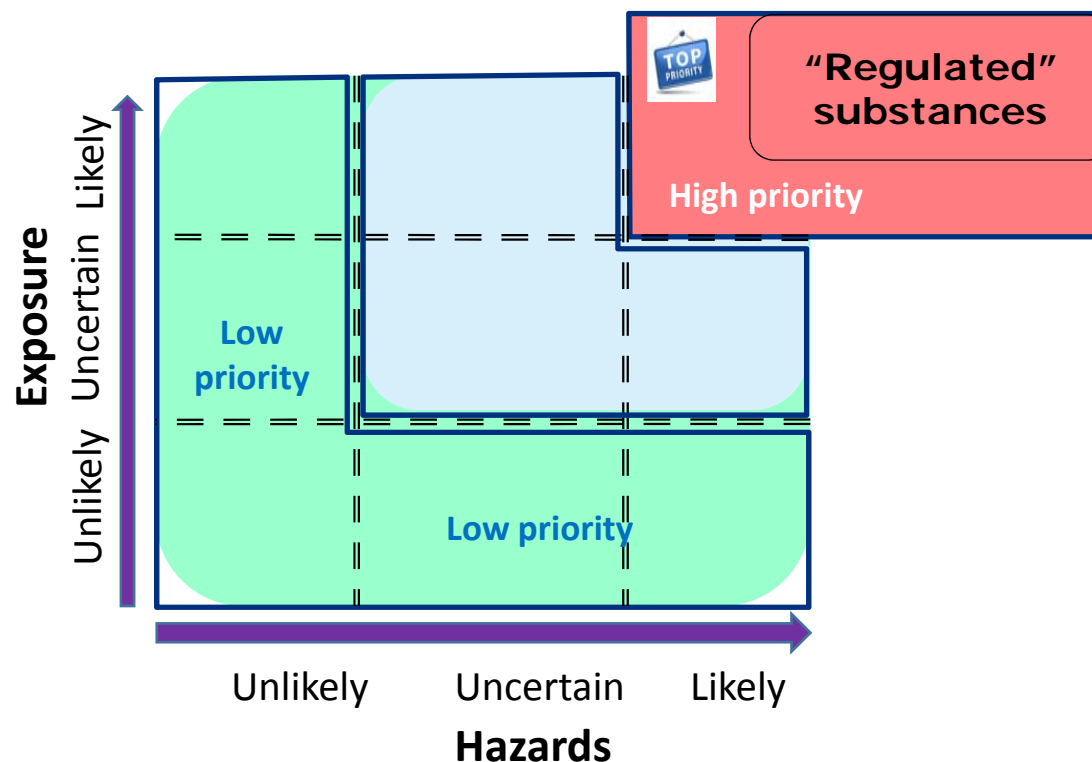 TOP
PRIORITY
“Regulated”
substances
High priority
Exposure
Likely
Uncertain
Unlikely
Low
priority
Low priority
Unlikely Uncertain Likely
Hazards